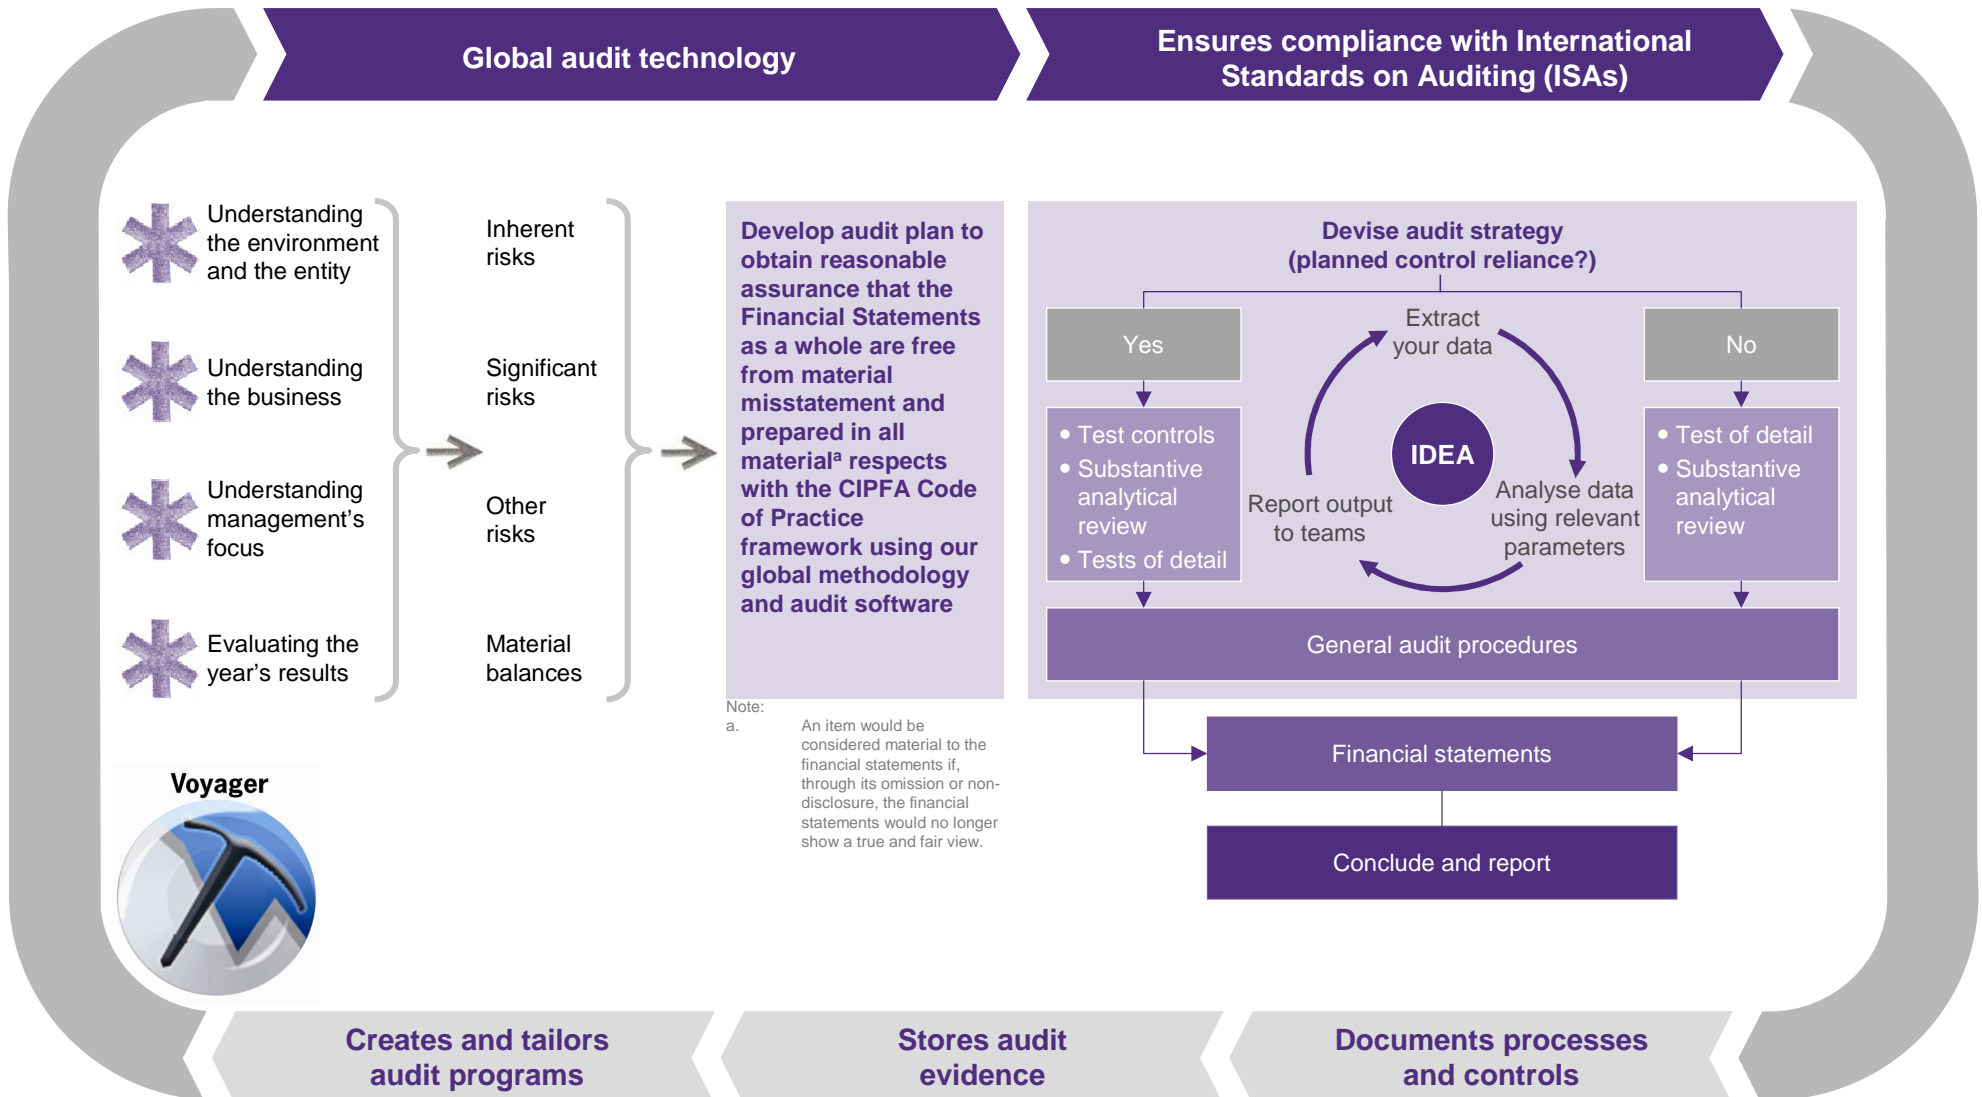 Global audit technology
Ensures compliance with International
Standards on Auditing (ISAs)
Understanding
the environment
and the entity
Understanding
the business
Understanding
management’s
focus
Evaluating the
year’s results
Inherent
risks
Significant
risks
Other
risks
Material
balances
Develop audit plan to
obtain reasonable
assurance that the
Financial Statements
as a whole are free
from material
misstatement and
prepared in all
materialᵃ respects
with the CIPFA Code
of Practice
framework using our
global methodology
and audit software
Note:
a. An item would be
considered material to the
financial statements if,
through its omission or non-
disclosure, the financial
statements would no longer
show a true and fair view.
Devise audit strategy
(planned control reliance?)
Yes
• Test controls
• Substantive
analytical
review
• Tests of detail
Extract
your data
IDEA
Analyse data
using relevant
parameters
Report output
to teams
No
• Test of detail
• Substantive
analytical
review
General audit procedures
Financial statements
Conclude and report
Voyager
Creates and tailors
audit programs
Stores audit
evidence
Documents processes
and controls